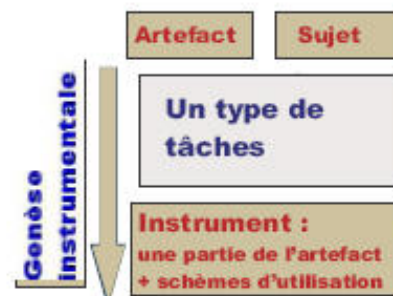 Artefact
Sujet
Genèse
instrumentale
Un type de
tâches
Instrument :
une partie de l'artefact
+ schèmes d'utilisation